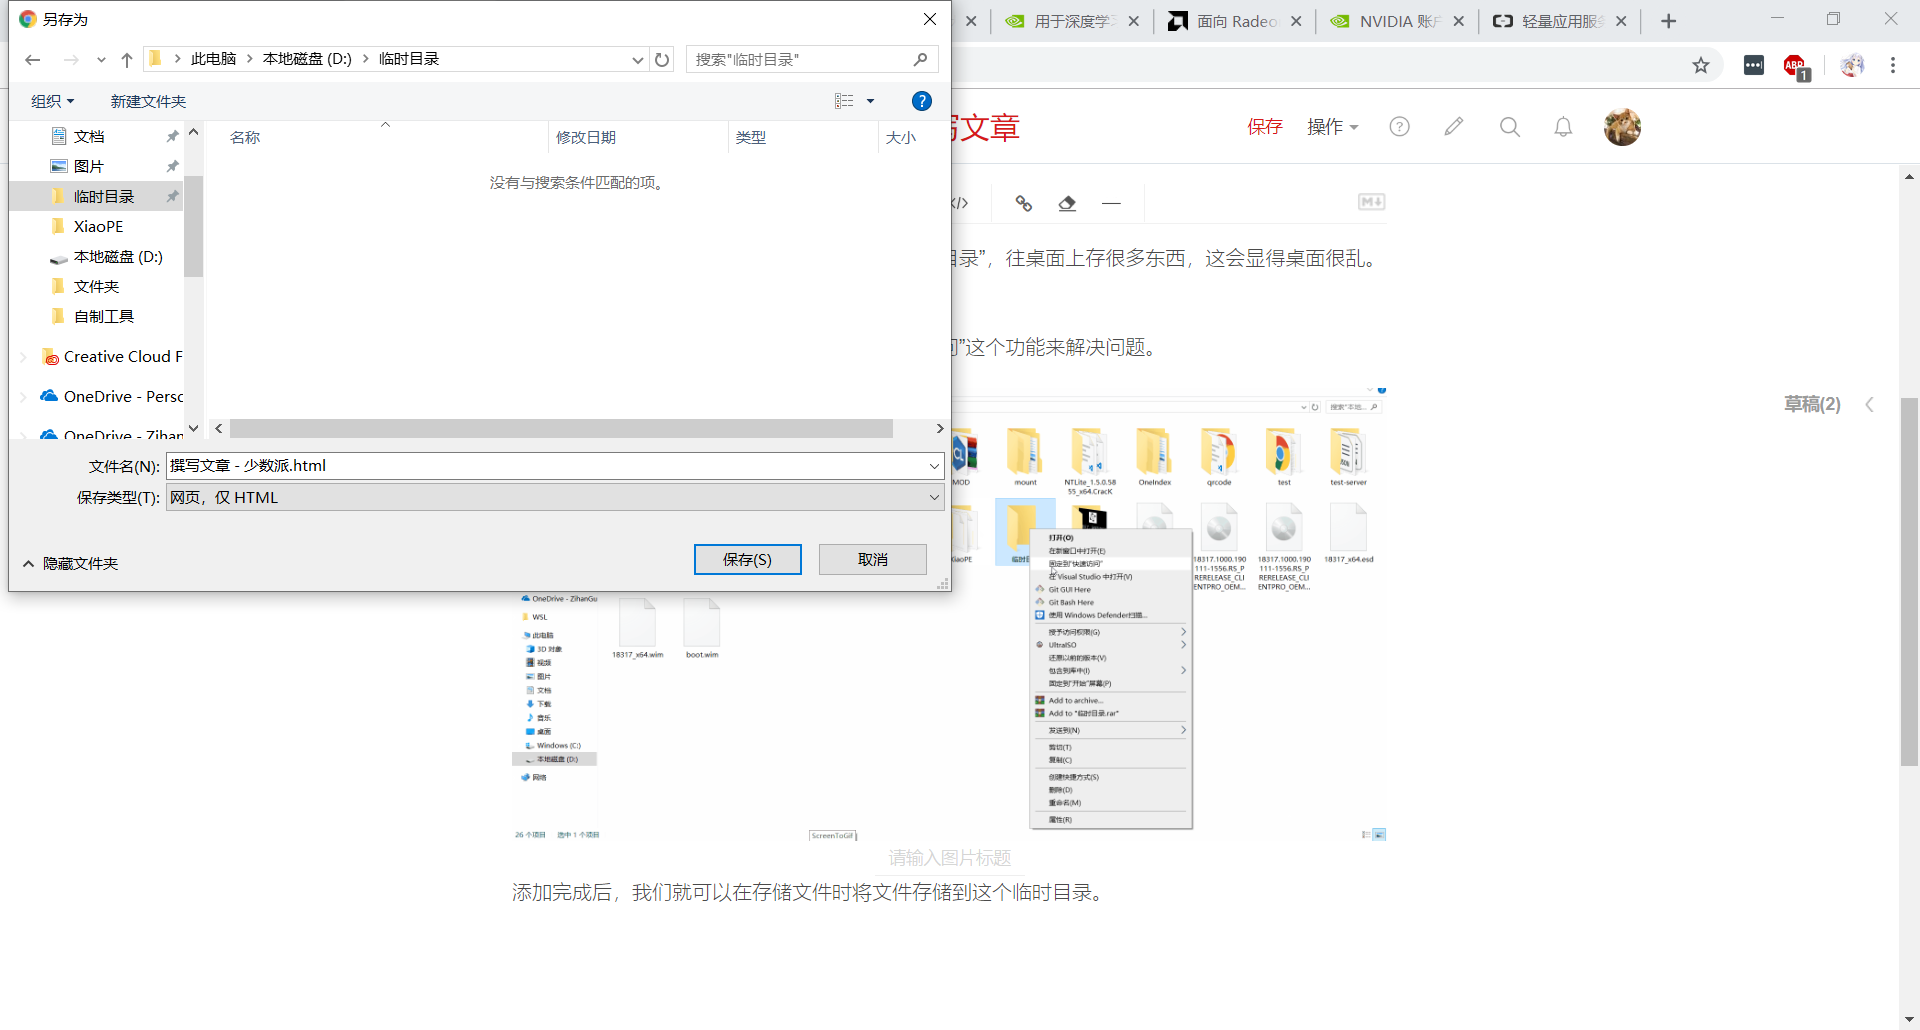 另存为
用于深度学
面向 Radeo
NVIDIA 账户
轻量应用服务
此电脑 本地磁盘 (D:) 临时目录
搜索"临时目录"
ABP
1
组织
新建文件夹
名称
修改日期
类型
大小
没有与搜索条件匹配的项。
文档
图片
临时目录
XiaoPE
本地磁盘 (D:)
文件夹
自制工具
Creative Cloud F
OneDrive - Perso
OneDrive - Zihan
文件名(N):
撰写文章 - 少数派.html
保存类型(T):
网页，仅 HTML
隐藏文件夹
保存(S)
取消
写文章
保存
操作
M
目录”，往桌面上存很多东西，这会显得桌面很乱。
问”这个功能来解决问题。
草稿(2)
搜索"本地...
MOD
mount
NTLite_1.5.0.58
55_x64.CracK
OneIndex
qrcode
test
test-server
XiaoPE
临时目
18317.1000.190
111-1556.RS_P
RERELEASE_CLI
ENTPRO_OEM...
18317.1000.190
111-1556.RS_P
RERELEASE_CLI
ENTPRO_OEM...
18317_x64.esd
打开(O)
在新窗口中打开(E)
固定到"快速访问"
在 Visual Studio 中打开(V)
Git GUI Here
Git Bash Here
使用 Windows Defender扫描...
授予访问权限(G)
UltraISO
还原以前的版本(V)
包含到库中(I)
固定到"开始"屏幕(P)
Add to archive...
Add to "临时目录.rar"
发送到(N)
剪切(T)
复制(C)
创建快捷方式(S)
删除(D)
重命名(M)
属性(R)
OneDrive - ZihanGu
WSL
此电脑
3D 对象
视频
图片
文档
下载
音乐
桌面
Windows (C:)
本地磁盘 (D:)
网络
18317_x64.wim
boot.wim
26 个项目 选中 1 个项目
ScreenToGif
请输入图片标题
添加完成后，我们就可以在存储文件时将文件存储到这个临时目录。